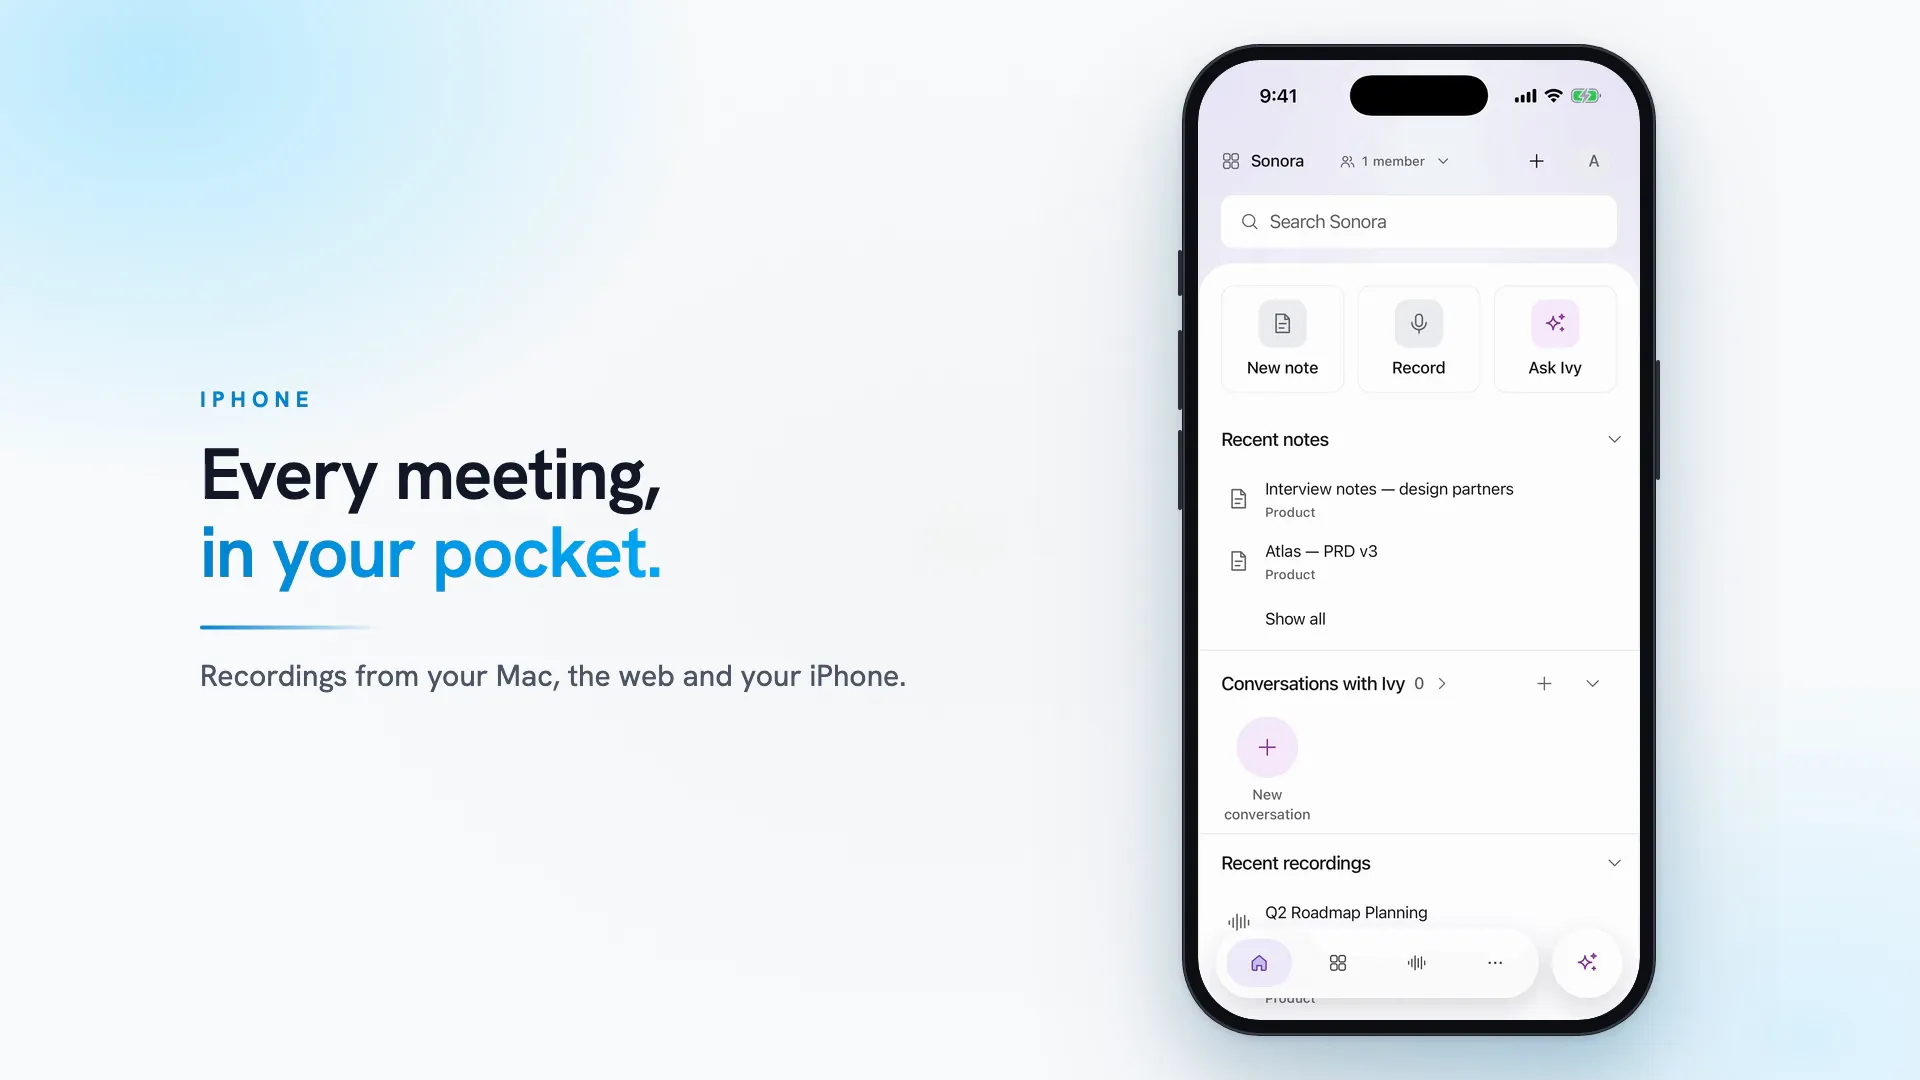 IPHONE
Every meeting,
in your pocket.
Recordings from your Mac, the web and your iPhone.
9:41
Sonora
1 member
A
Search Sonora
New note
Record
Ask Ivy
Recent notes
Interview notes — design partners
Product
Atlas — PRD v3
Product
Show all
Conversations with Ivy 0
New
conversation
Recent recordings
Q2 Roadmap Planning
Product